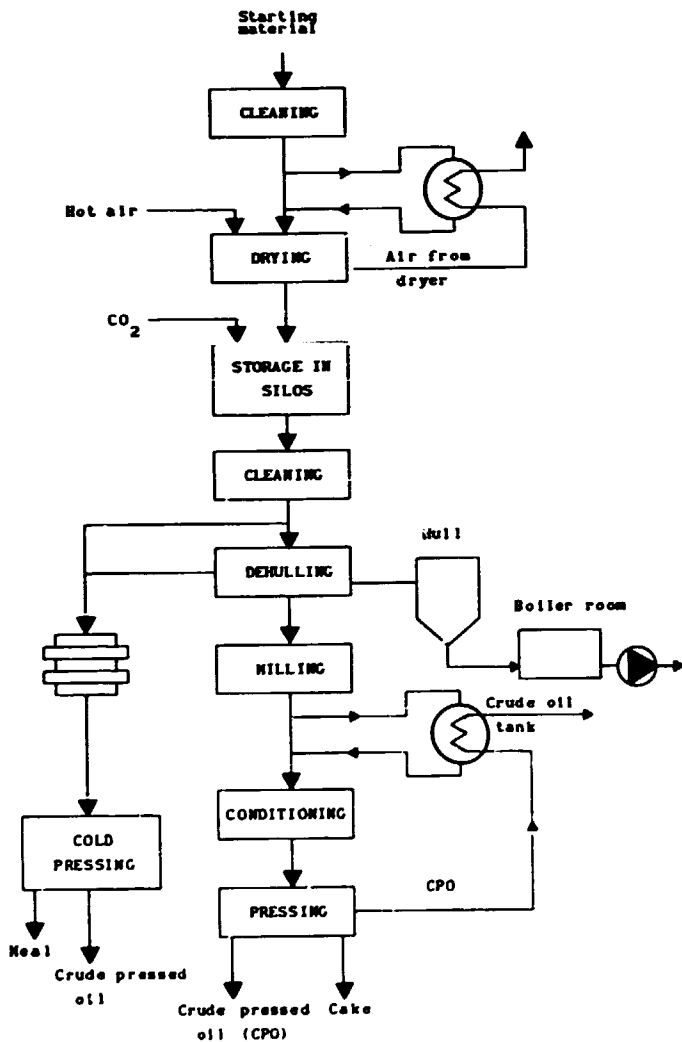 Starting
material
CLEANING
Hot air
DRYING
Air from
dryer
CO2
STORAGE IN
SILOS
CLEANING
Hull
DEHULLING
Boiler room
MILLING
Crude oil
tank
CONDITIONING
COLD
PRESSING
CPO
PRESSING
Meal
Crude pressed
oil
Crude pressed
oil (CPO)
Cake